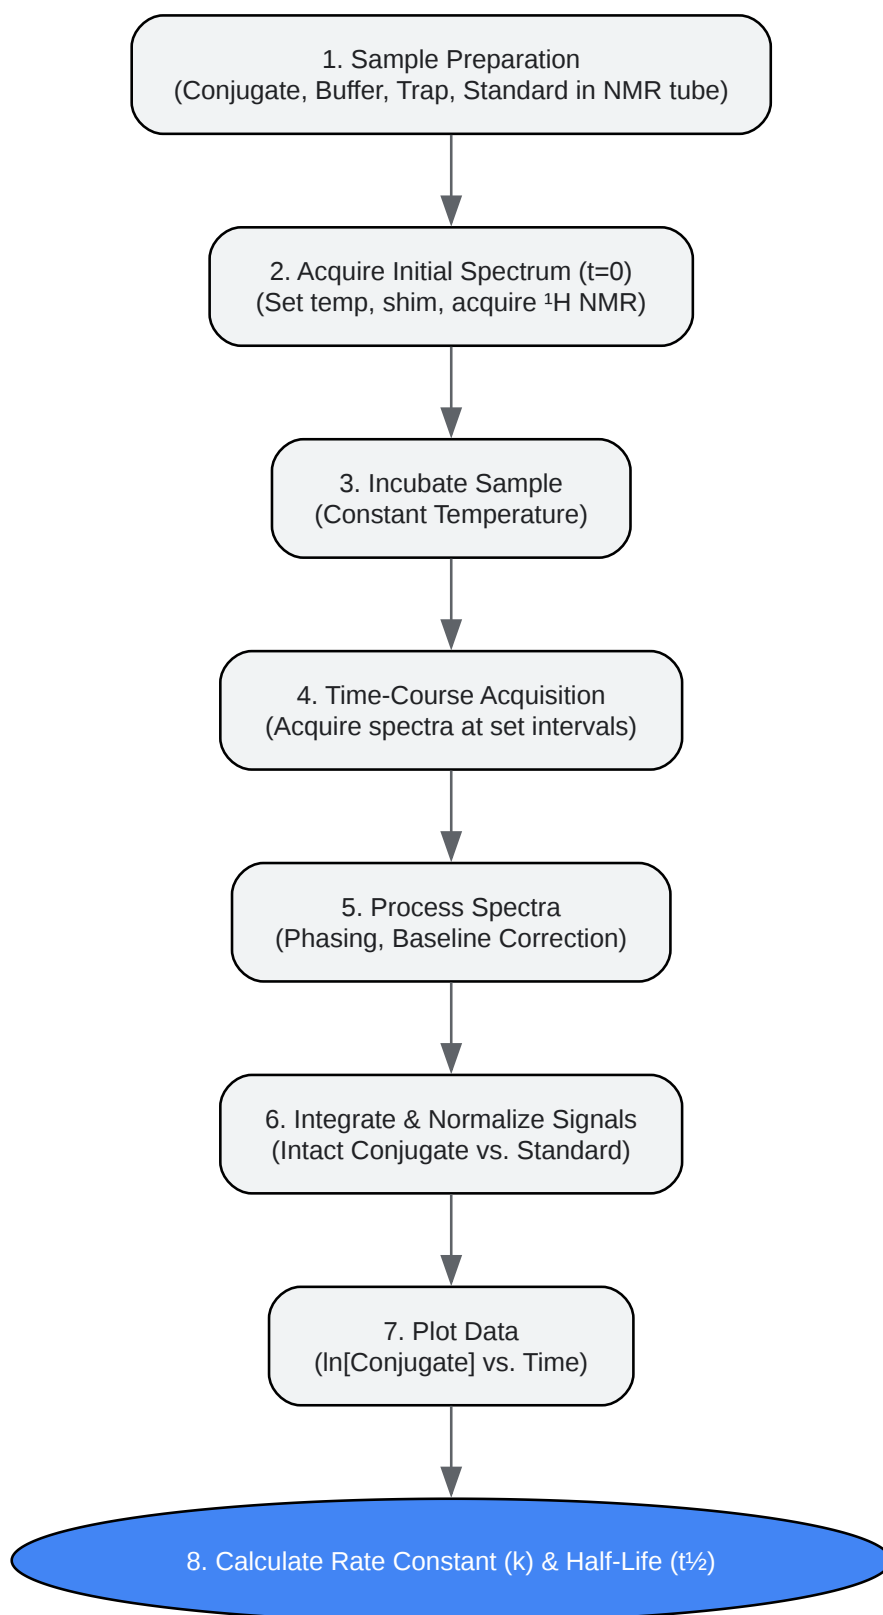 1. Sample Preparation
(Conjugate, Buffer, Trap, Standard in NMR tube)
2. Acquire Initial Spectrum (t=0)
(Set temp, shim, acquire ¹H NMR)
3. Incubate Sample
(Constant Temperature)
4. Time-Course Acquisition
(Acquire spectra at set intervals)
5. Process Spectra
(Phasing, Baseline Correction)
6. Integrate & Normalize Signals
(Intact Conjugate vs. Standard)
7. Plot Data
(ln[Conjugate] vs. Time)
8. Calculate Rate Constant (k) & Half-Life (t½)